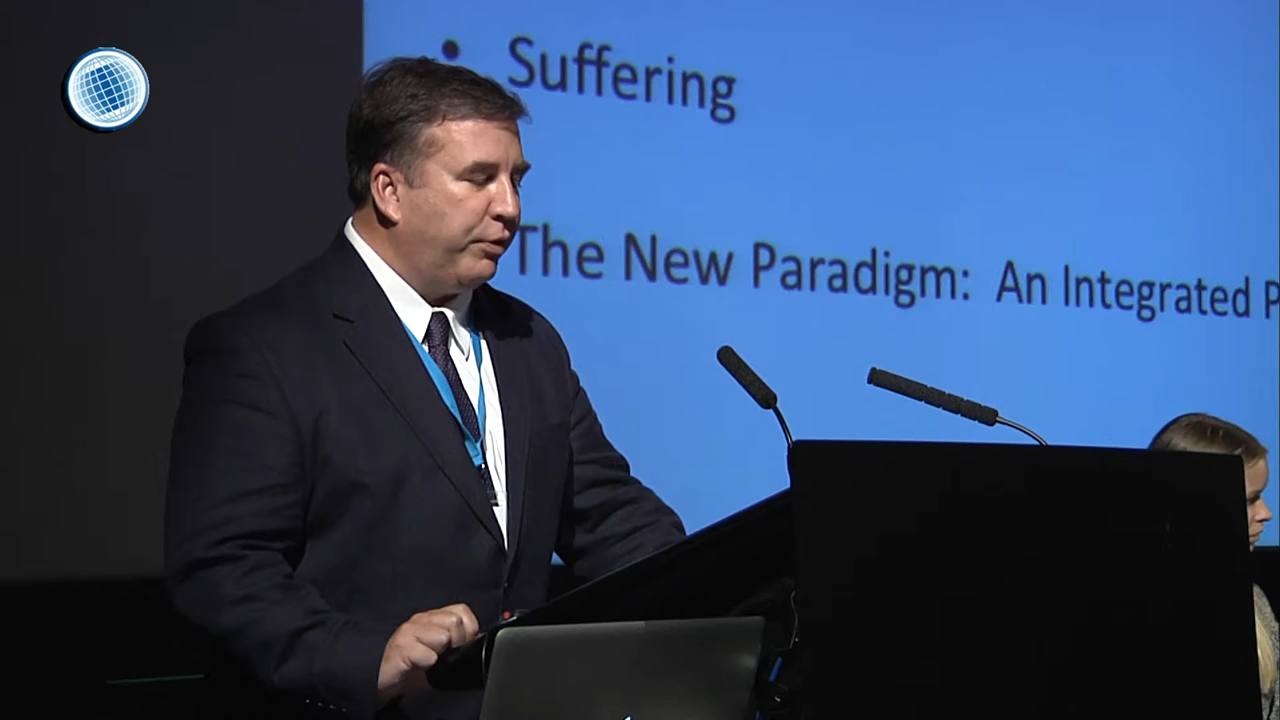 • Suffering
The New Paradigm: An Integrated